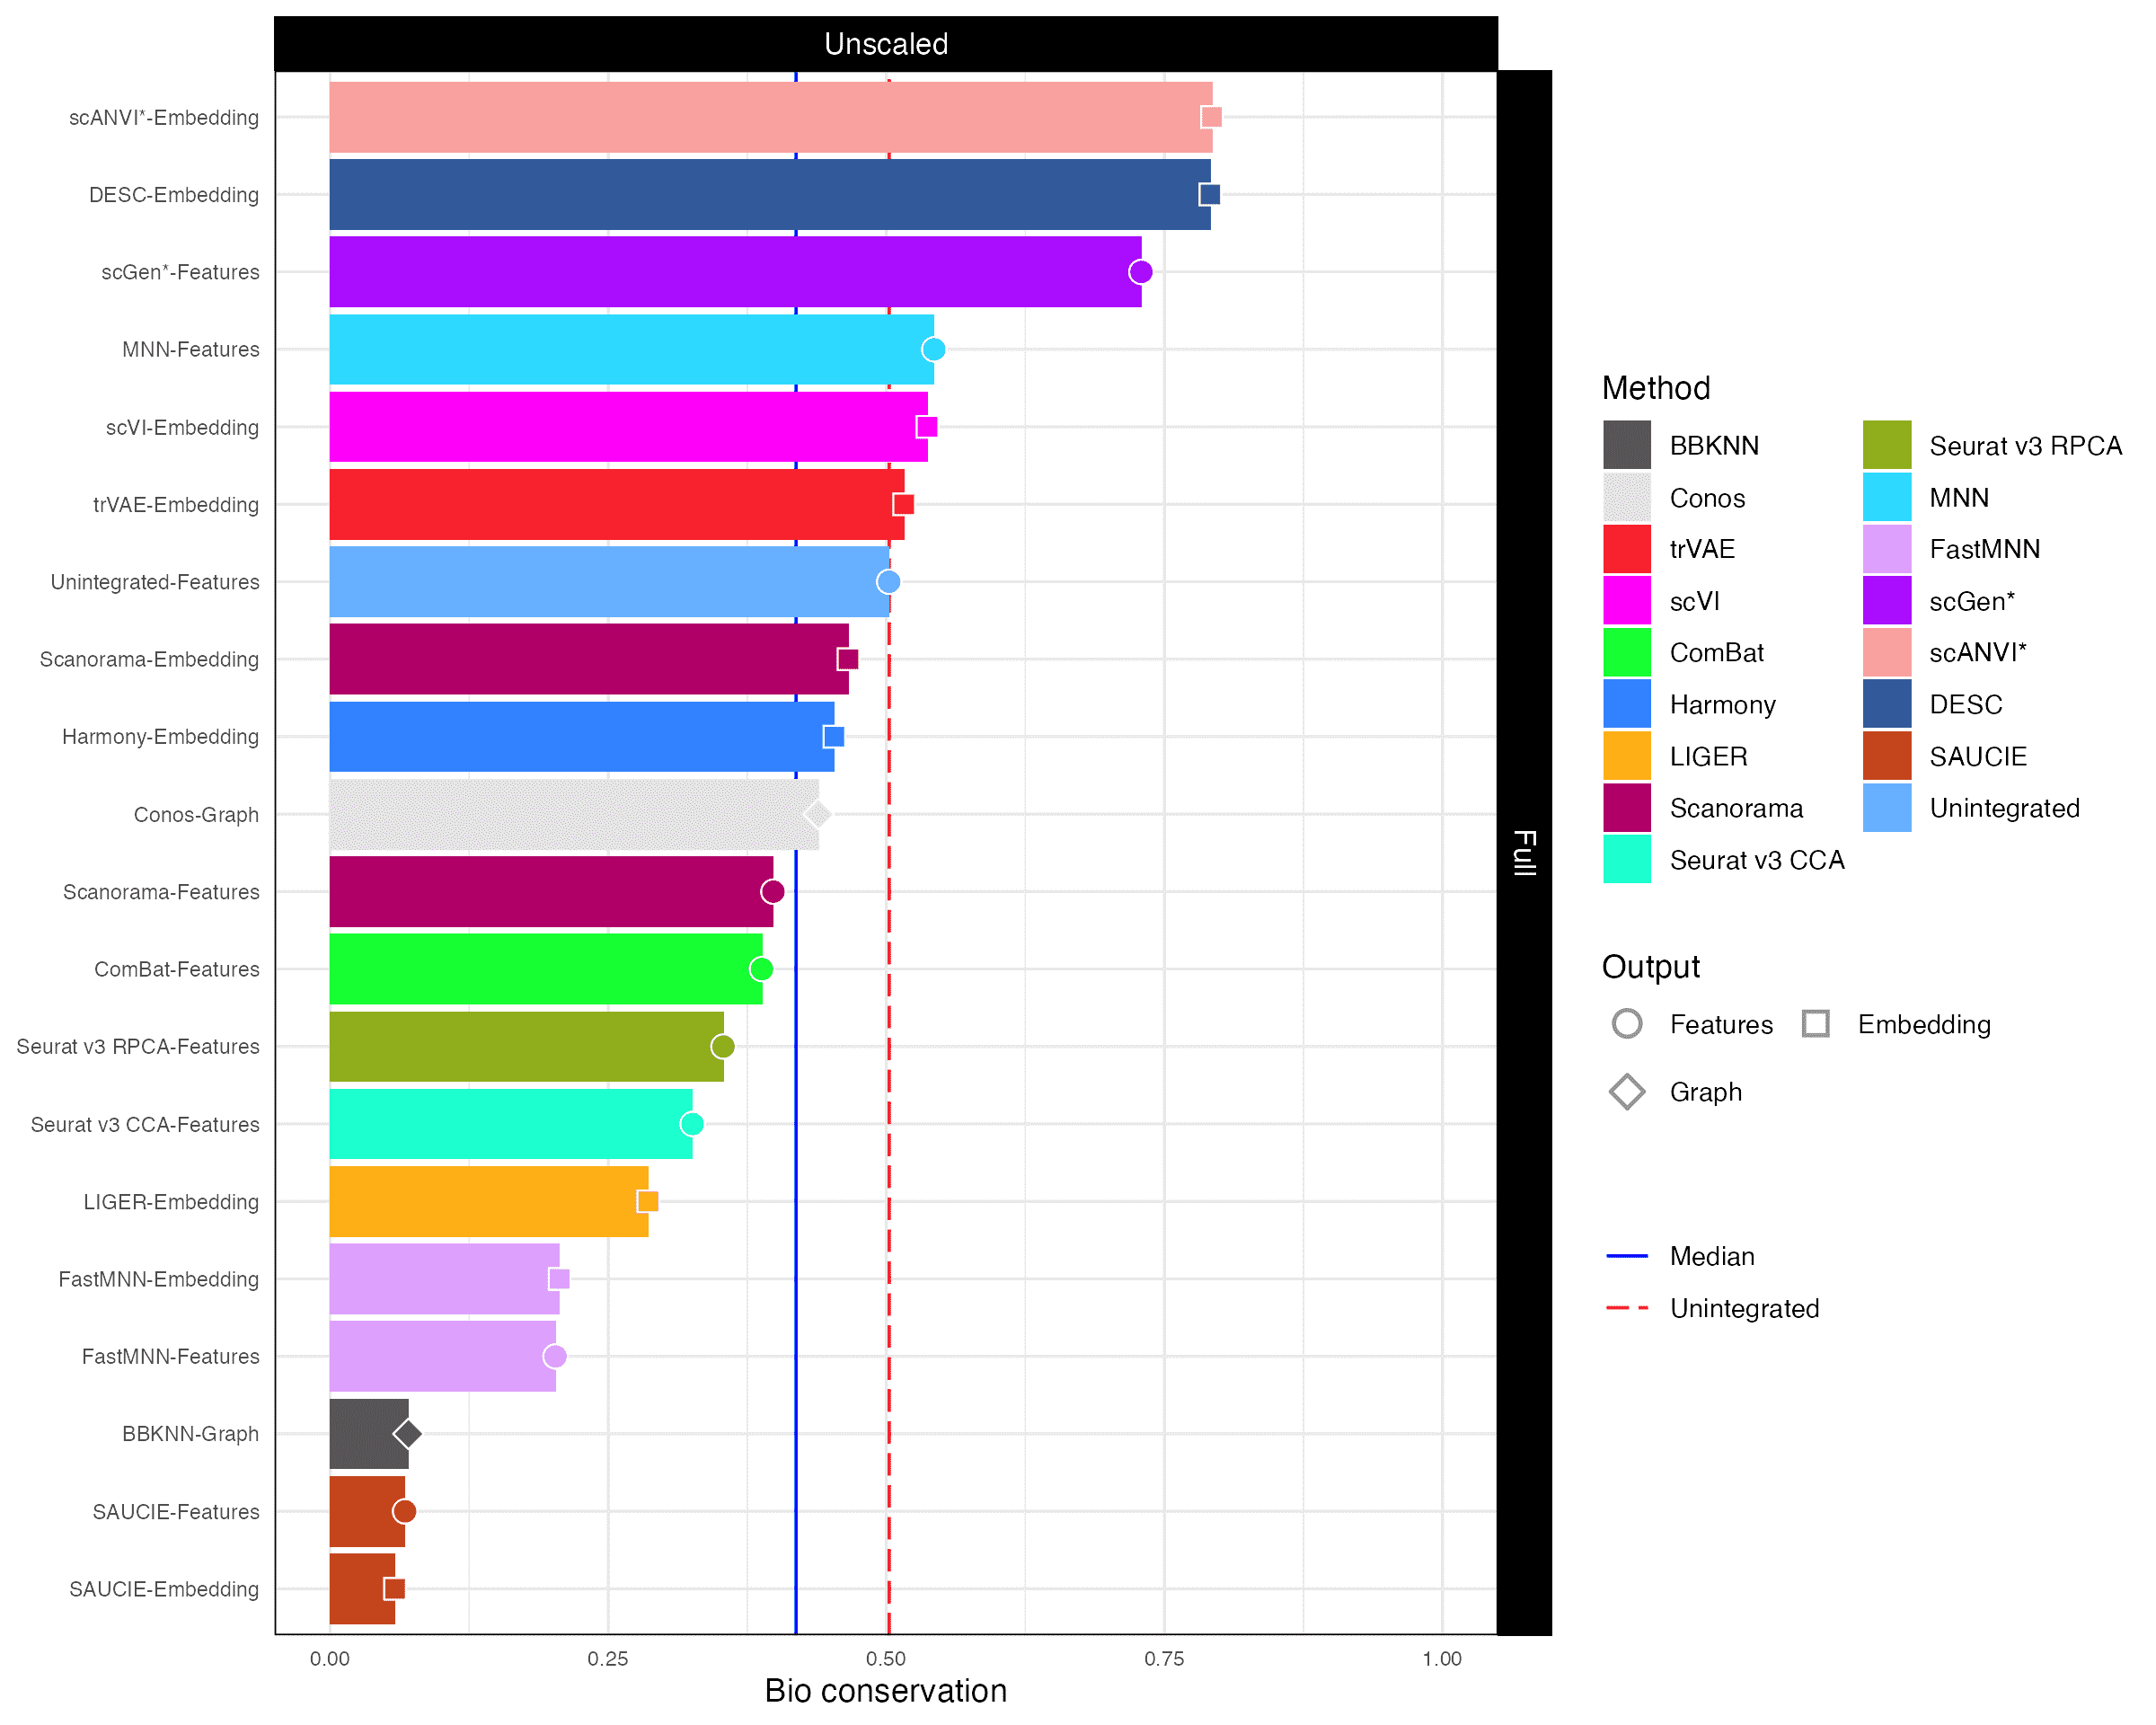 Unscaled
scANVI*-Embedding
DESC-Embedding
scGen*-Features
MNN-Features
scVI-Embedding
trVAE-Embedding
Unintegrated-Features
Scanorama-Embedding
Harmony-Embedding
Conos-Graph
Scanorama-Features
ComBat-Features
Seurat v3 RPCA-Features
Seurat v3 CCA-Features
LIGER-Embedding
FastMNN-Embedding
FastMNN-Features
BBKNN-Graph
SAUCIE-Features
SAUCIE-Embedding
0.00 0.25 0.50 0.75 1.00
Bio conservation
Full
Method
BBKNN
Conos
trVAE
scVI
ComBat
Harmony
LIGER
Scanorama
Seurat v3 CCA
Seurat v3 RPCA
MNN
FastMNN
scGen*
scANVI*
DESC
SAUCIE
Unintegrated
Output
Features Embedding
Graph
Median
Unintegrated